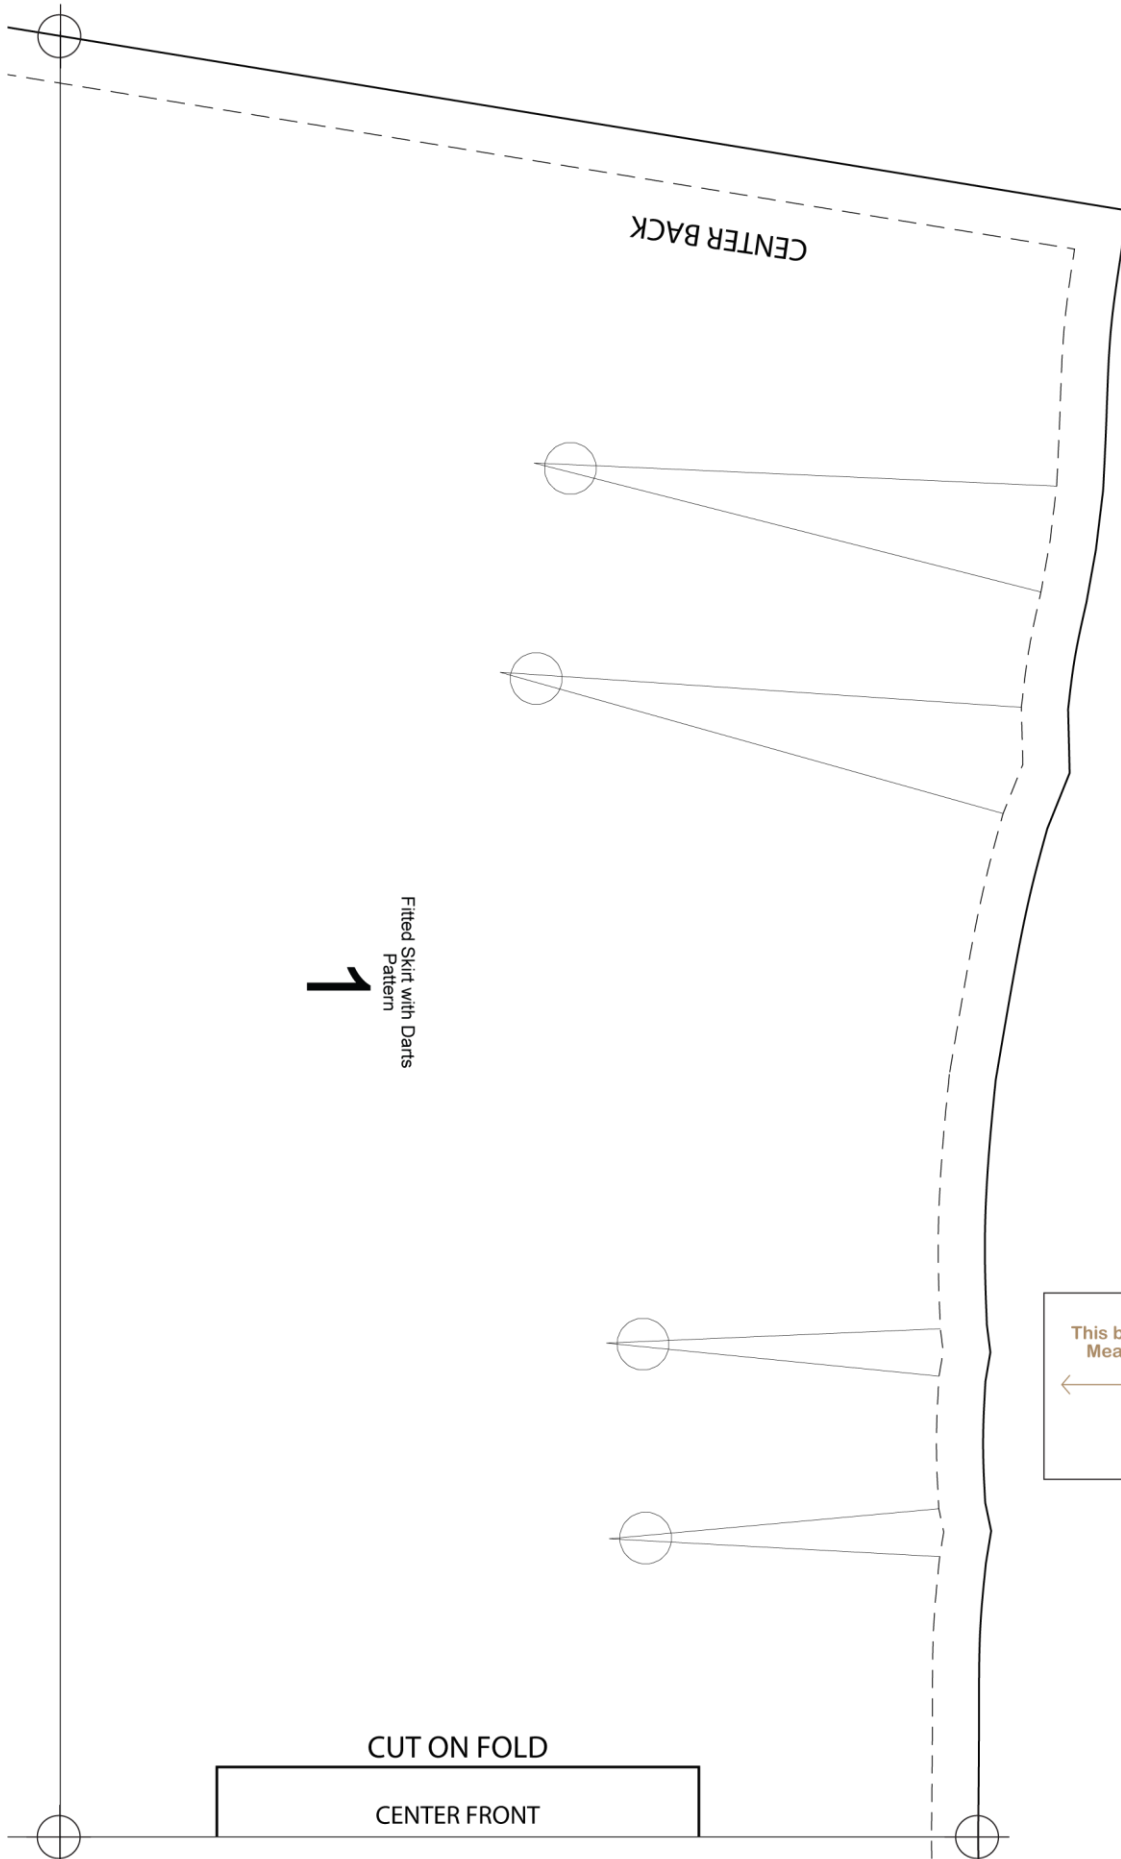 CENTER BACK
Fitted Skirt with Darts
Pattern
1
This b
Mea
CUT ON FOLD
CENTER FRONT